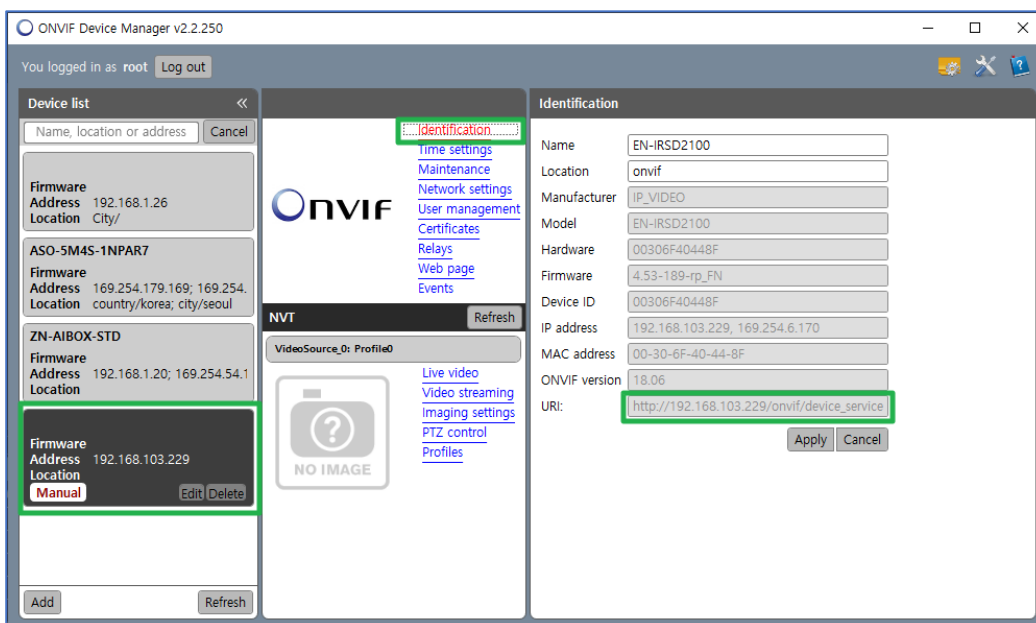 ONVIF Device Manager v2.2.250
You logged in as root Log out
Device list
Name, location or address Cancel
Firmware
Address 192.168.1.26
Location City/
ASO-5M4S-1NPAR7
Firmware
Address 169.254.179.169; 169.254.
Location country/korea; city/seoul
ZN-AIBOX-STD
Firmware
Address 192.168.1.20; 169.254.54.1
Location
Firmware
Address 192.168.103.229
Location
Manual Edit Delete
Add Refresh
ONVIF
Identification
Time settings
Maintenance
Network settings
User management
Certificates
Relays
Web page
Events
NVT Refresh
VideoSource_0: Profile0
NO IMAGE
Live video
Video streaming
Imaging settings
PTZ control
Profiles
Identification
Name EN-IRSD2100
Location onvif
Manufacturer IP_VIDEO
Model EN-IRSD2100
Hardware 00306F40448F
Firmware 4.53-189-rp_FN
Device ID 00306F40448F
IP address 192.168.103.229, 169.254.6.170
MAC address 00-30-6F-40-44-8F
ONVIF version 18.06
URI: http://192.168.103.229/onvif/device_service
Apply Cancel